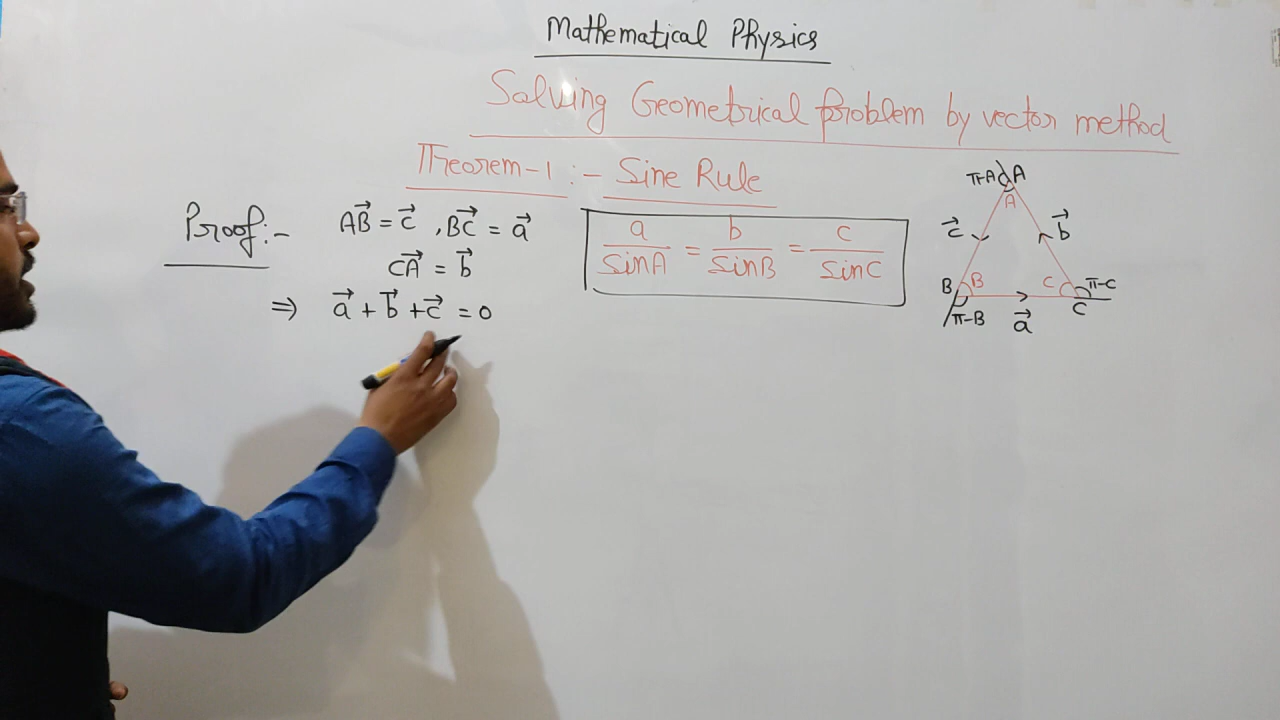 Mathematical Physics
Solving Geometrical problem by vector method
Theorem-1 :- Sine Rule
Proof:- AB⃗ = c⃗ , BC⃗ = a⃗
CA⃗ = b⃗
⇒ a⃗ + b⃗ + c⃗ = 0
a/sinA = b/sinB = c/sinC
π-A A
A
c⃗ b⃗
B B C π-C
π-B a⃗ C